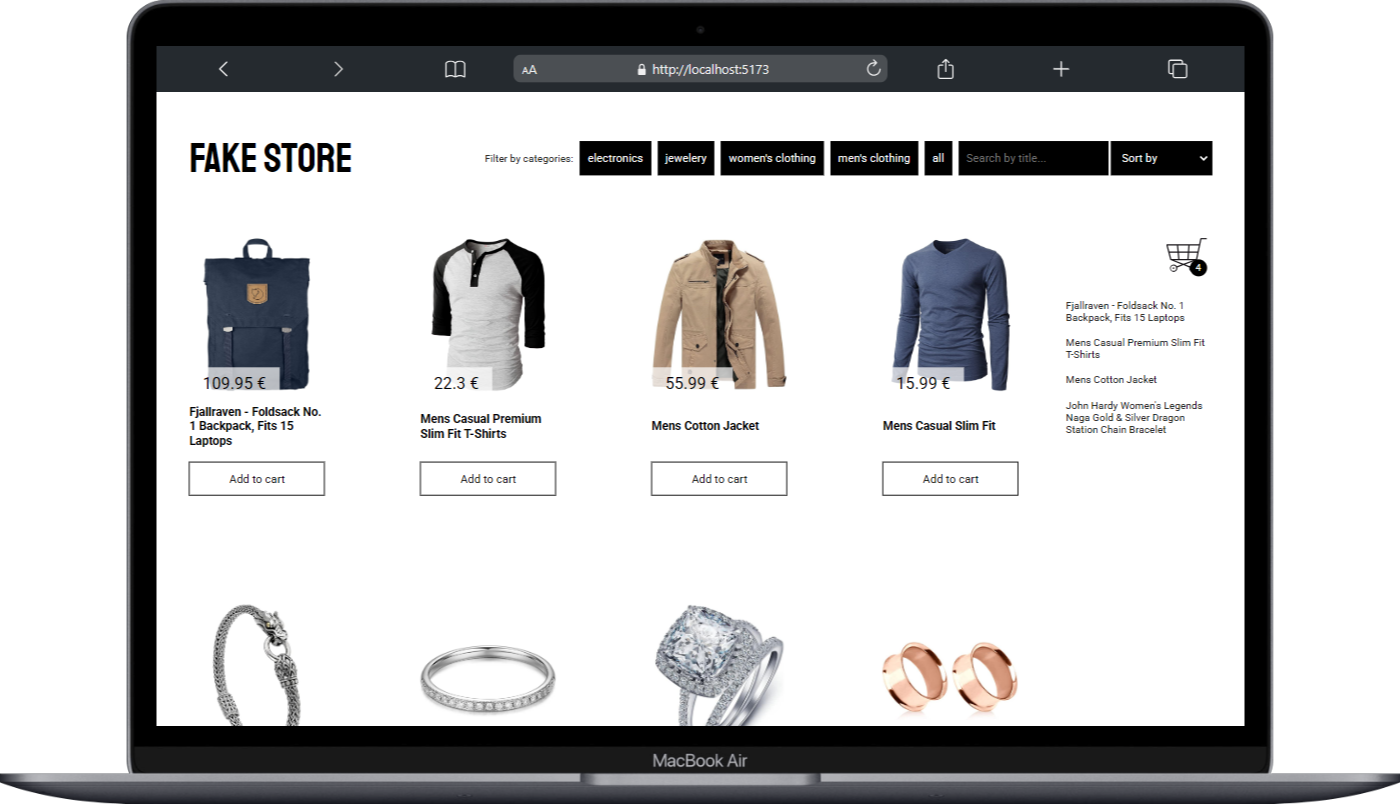 AA
http://localhost:5173
FAKE STORE
Filter by categories:
electronics
jewelery
women's clothing
men's clothing
all
Search by title...
Sort by
4
109.95 €
22.3 €
55.99 €
15.99 €
Fjallraven - Foldsack No.
1 Backpack, Fits 15
Laptops
Mens Casual Premium
Slim Fit T-Shirts
Mens Cotton Jacket
Mens Casual Slim Fit
Add to cart
Add to cart
Add to cart
Add to cart
Fjallraven - Foldsack No. 1
Backpack, Fits 15 Laptops
Mens Casual Premium Slim Fit
T-Shirts
Mens Cotton Jacket
John Hardy Women's Legends
Naga Gold & Silver Dragon
Station Chain Bracelet
MacBook Air